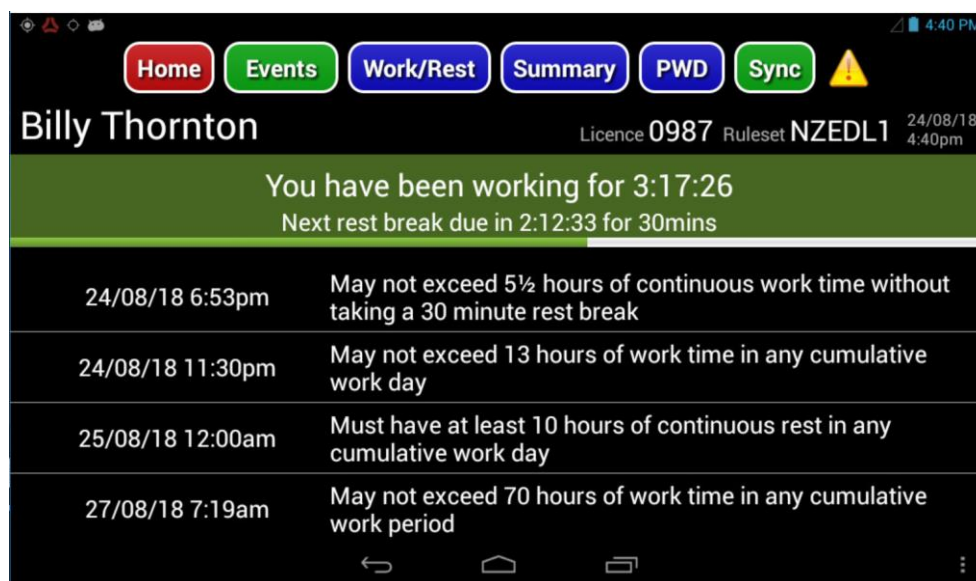 4:40 PM
Home Events Work/Rest Summary PWD Sync
Billy Thornton
Licence 0987 Ruleset NZEDL1
24/08/18
4:40pm
You have been working for 3:17:26
Next rest break due in 2:12:33 for 30mins
24/08/18 6:53pm
May not exceed 5½ hours of continuous work time without
taking a 30 minute rest break
24/08/18 11:30pm
May not exceed 13 hours of work time in any cumulative
work day
25/08/18 12:00am
Must have at least 10 hours of continuous rest in any
cumulative work day
27/08/18 7:19am
May not exceed 70 hours of work time in any cumulative
work period